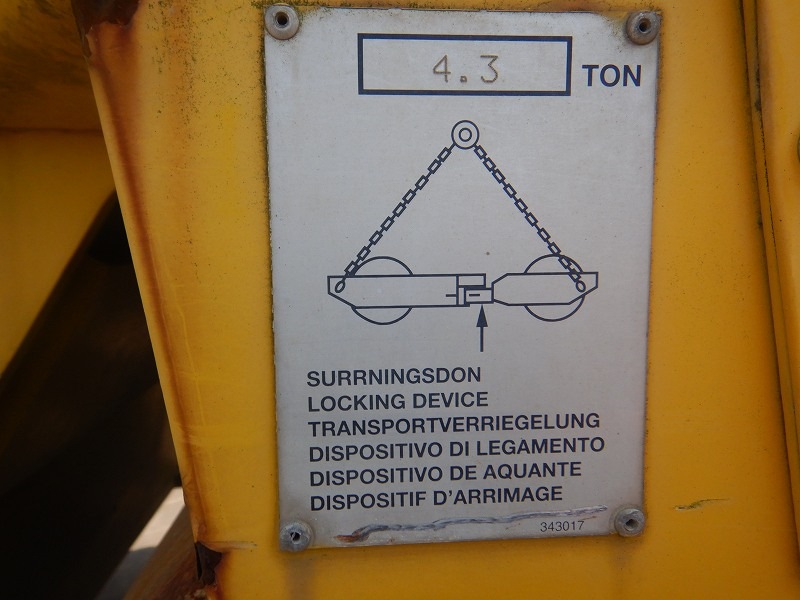 4.3 TON
SURRNINGSDON
LOCKING DEVICE
TRANSPORTVERRIEGELUNG
DISPOSITIVO DI LEGAMENTO
DISPOSITIVO DE AQUANTE
DISPOSITIF D'ARRIMAGE
343017